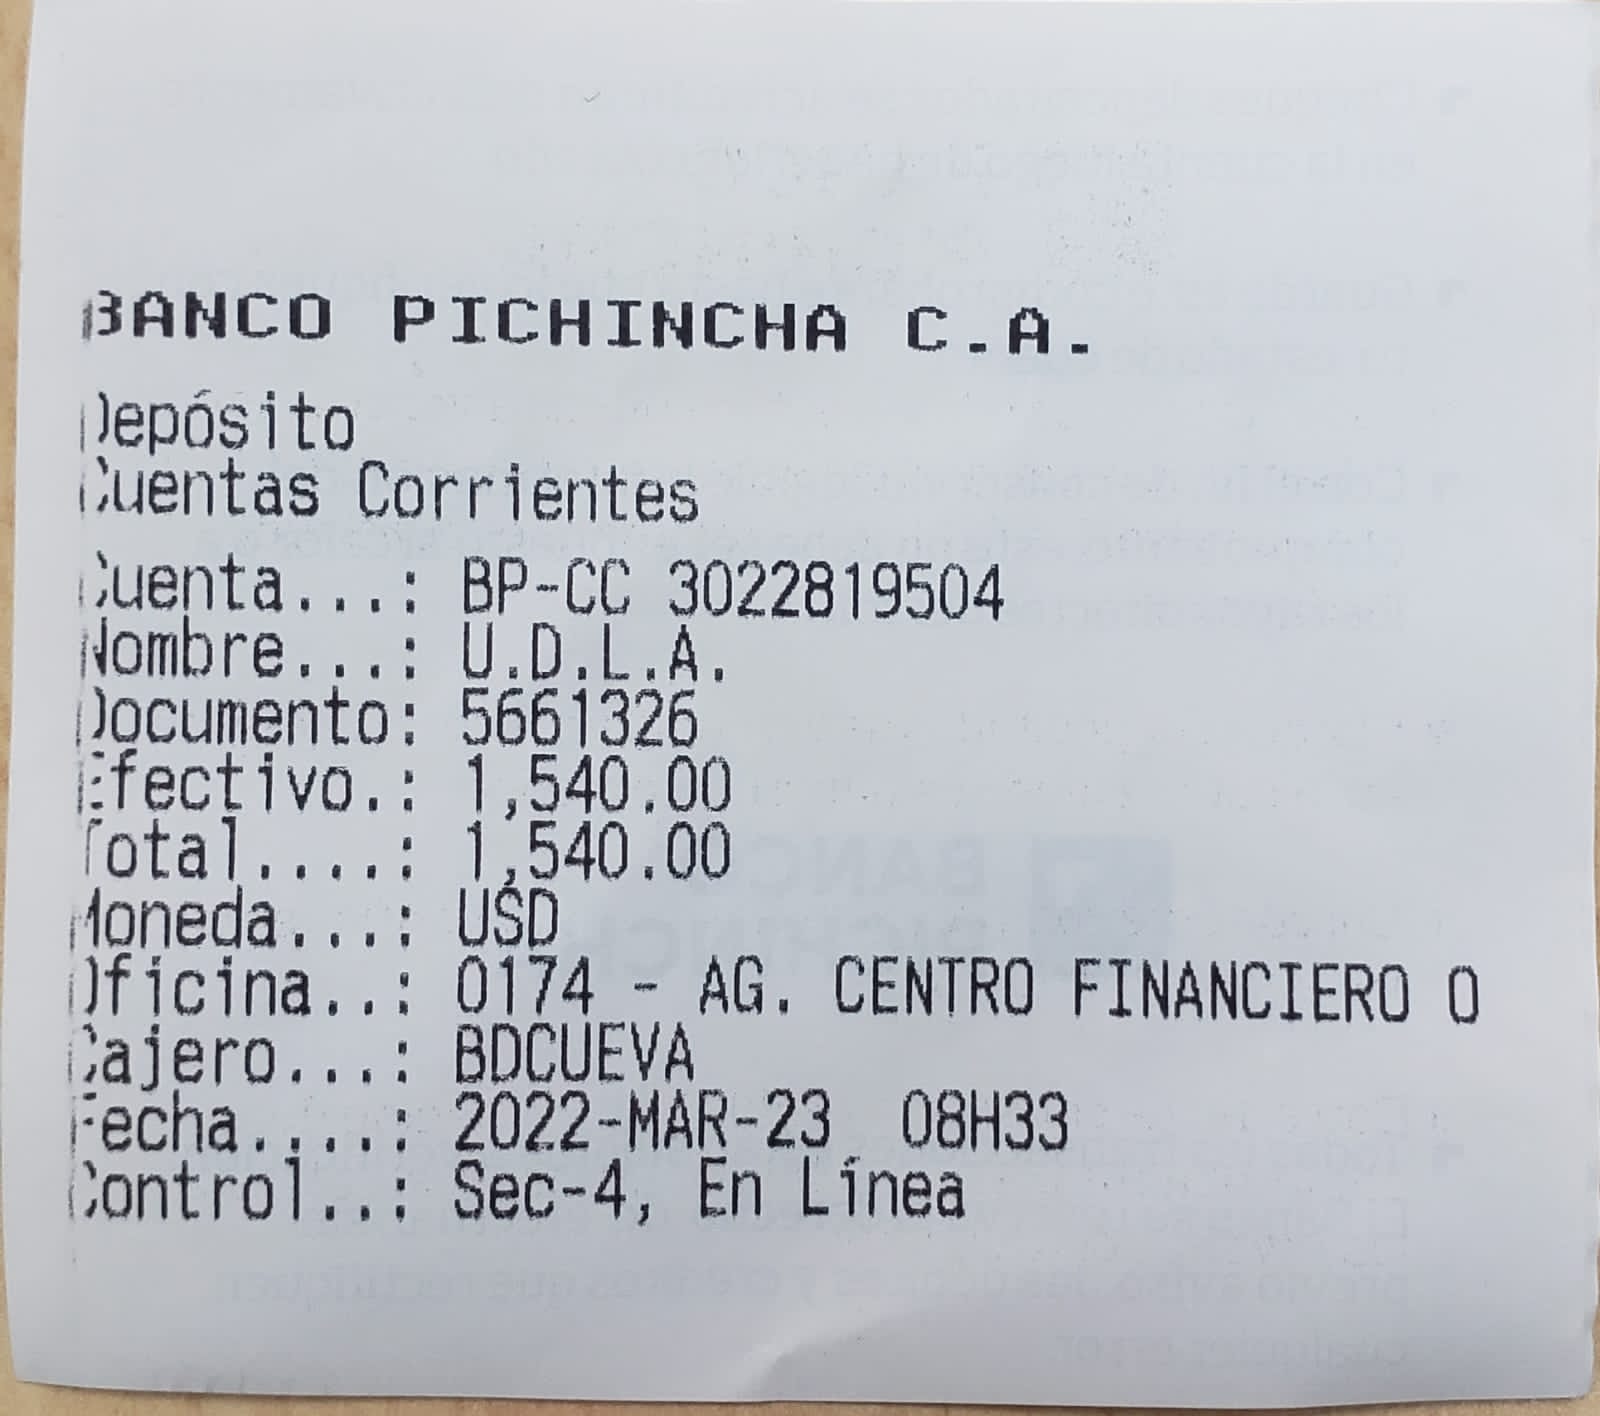 BANCO PICHINCHA C.A.
Depósito
Cuentas Corrientes
Cuenta...: BP-CC 3022819504
Nombre...: U.D.L.A.
Documento: 5661326
Efectivo.: 1,540.00
Total....: 1,540.00
Moneda...: USD
Oficina..: 0174 - AG. CENTRO FINANCIERO O
Cajero...: BDCUEVA
Fecha....: 2022-MAR-23  08H33
Control..: Sec-4, En Línea